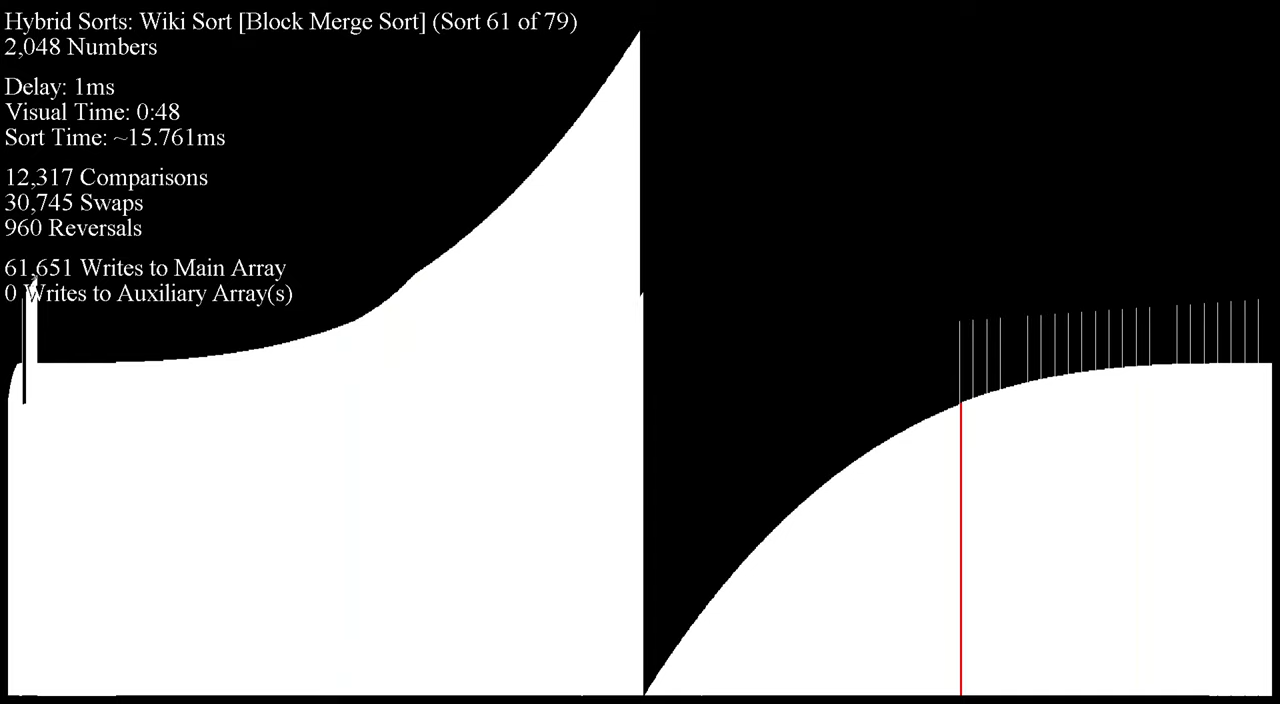 Hybrid Sorts: Wiki Sort [Block Merge Sort] (Sort 61 of 79)
2,048 Numbers
Delay: 1ms
Visual Time: 0:48
Sort Time: ~15.761ms
12,317 Comparisons
30,745 Swaps
960 Reversals
61,651 Writes to Main Array
0 Writes to Auxiliary Array(s)